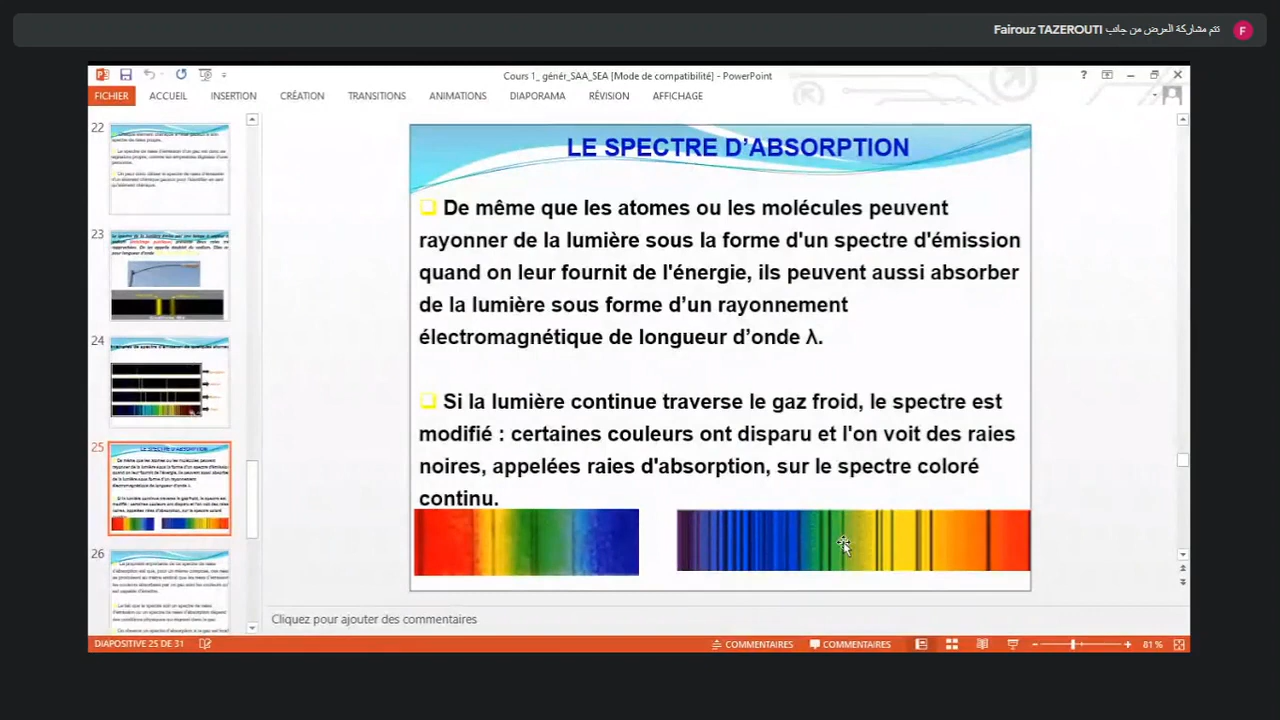 تتم مشاركة العرض من جانب Fairouz TAZEROUTI
F
Cours 1_ génér_SAA_SEA [Mode de compatibilité] - PowerPoint
FICHIER ACCUEIL INSERTION CRÉATION TRANSITIONS ANIMATIONS DIAPORAMA RÉVISION AFFICHAGE
22
23
24
25
26
LE SPECTRE D’ABSORPTION
De même que les atomes ou les molécules peuvent
rayonner de la lumière sous la forme d'un spectre d'émission
quand on leur fournit de l'énergie, ils peuvent aussi absorber
de la lumière sous forme d’un rayonnement
électromagnétique de longueur d’onde λ.
Si la lumière continue traverse le gaz froid, le spectre est
modifié : certaines couleurs ont disparu et l'on voit des raies
noires, appelées raies d'absorption, sur le spectre coloré
continu.
Cliquez pour ajouter des commentaires
DIAPOSITIVE 25 DE 31 COMMENTAIRES COMMENTAIRES 81 %